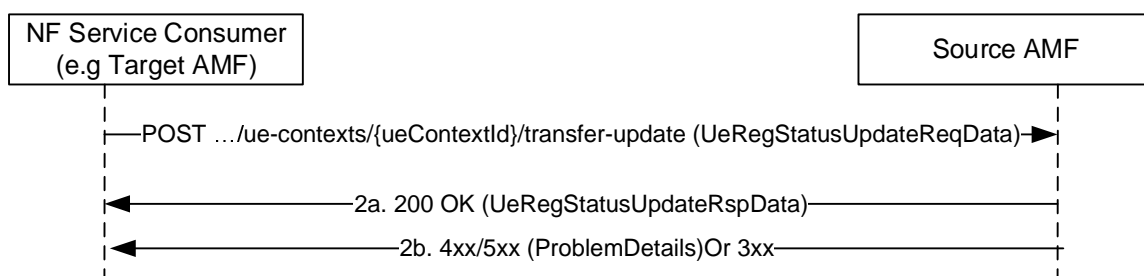 NF Service Consumer
(e.g Target AMF)
Source AMF
POST …/ue-contexts/{ueContextId}/transfer-update (UeRegStatusUpdateReqData)
2a. 200 OK (UeRegStatusUpdateRspData)
2b. 4xx/5xx (ProblemDetails)Or 3xx